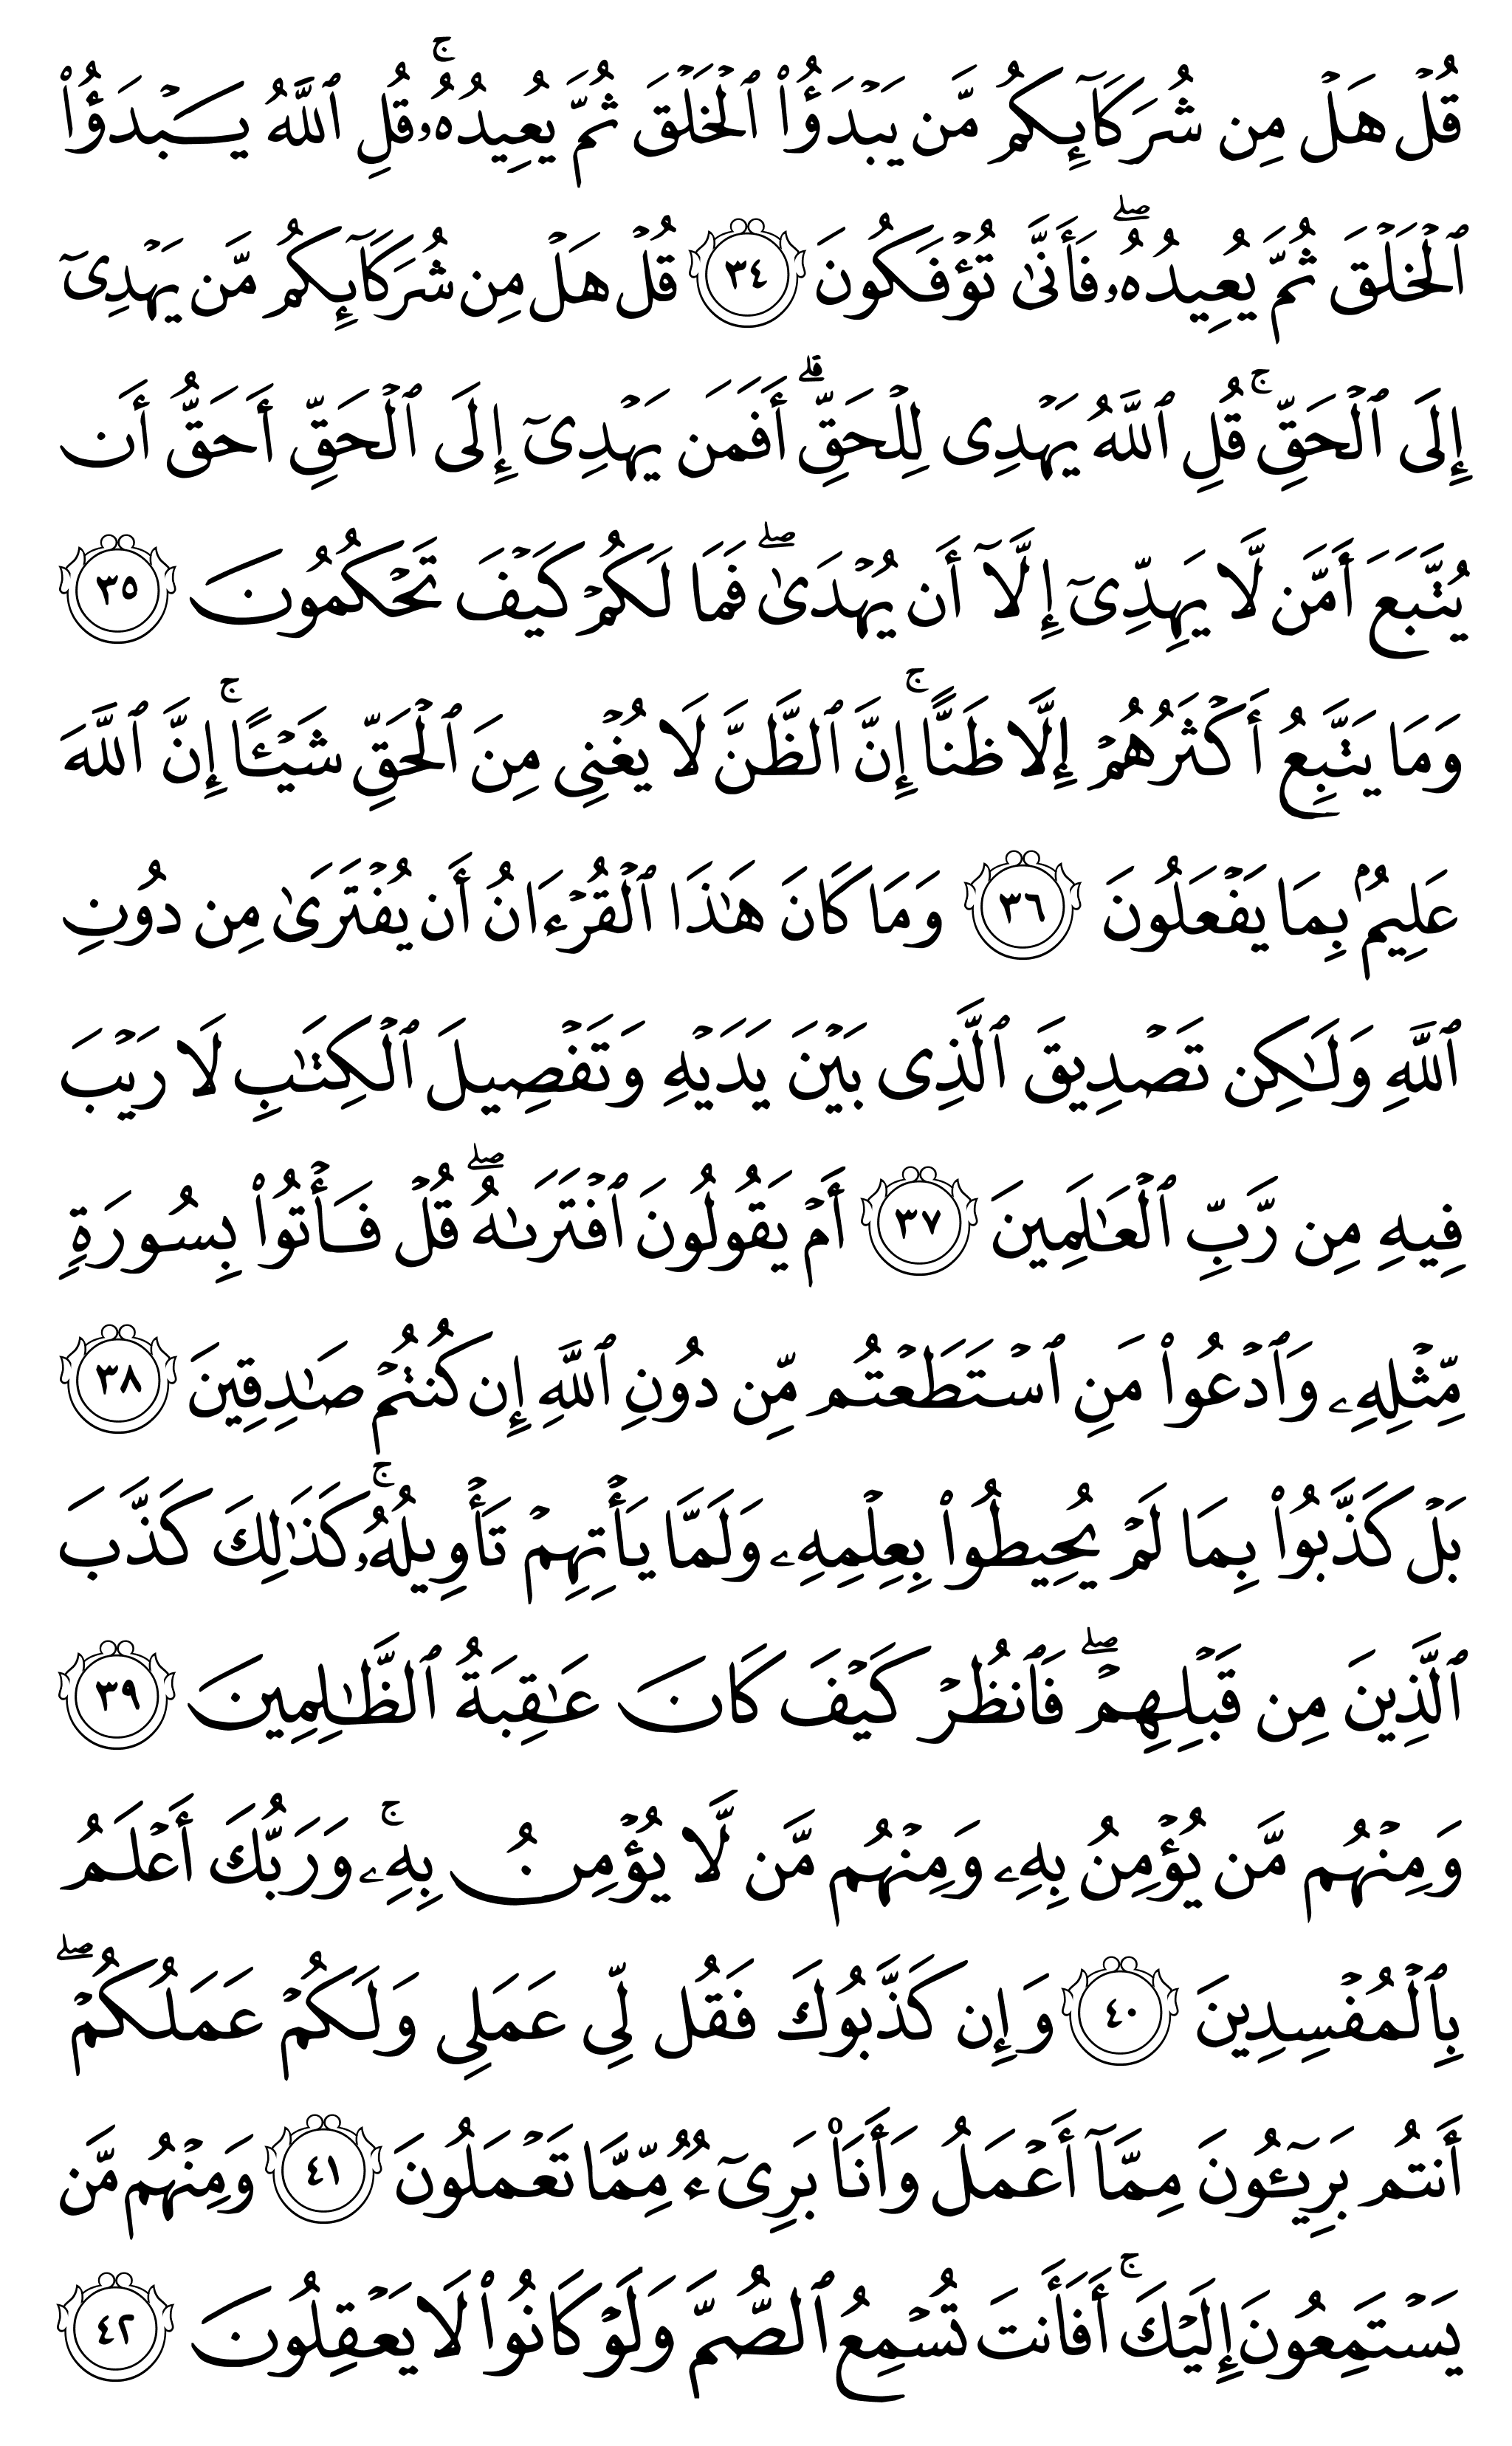 قُلۡ هَلۡ مِن شُرَكَآئِكُم مَّن يَبۡدَؤُاْ ٱلۡخَلۡقَ ثُمَّ يُعِيدُهُۥۚ قُلِ ٱللَّهُ يَبۡدَؤُاْ
ٱلۡخَلۡقَ ثُمَّ يُعِيدُهُۥۖ فَأَنَّىٰ تُؤۡفَكُونَ ٣٤ قُلۡ هَلۡ مِن شُرَكَآئِكُم مَّن يَهۡدِيٓ
إِلَى ٱلۡحَقِّۚ قُلِ ٱللَّهُ يَهۡدِي لِلۡحَقِّۗ أَفَمَن يَهۡدِيٓ إِلَى ٱلۡحَقِّ أَحَقُّ أَن
يُتَّبَعَ أَمَّن لَّا يَهِدِّيٓ إِلَّآ أَن يُهۡدَىٰۖ فَمَا لَكُمۡ كَيۡفَ تَحۡكُمُونَ ٣٥
وَمَا يَتَّبِعُ أَكۡثَرُهُمۡ إِلَّا ظَنًّاۚ إِنَّ ٱلظَّنَّ لَا يُغۡنِي مِنَ ٱلۡحَقِّ شَيۡـًٔاۚ إِنَّ ٱللَّهَ
عَلِيمُۢ بِمَا يَفۡعَلُونَ ٣٦ وَمَا كَانَ هَٰذَا ٱلۡقُرۡءَانُ أَن يُفۡتَرَىٰ مِن دُونِ
ٱللَّهِ وَلَٰكِن تَصۡدِيقَ ٱلَّذِي بَيۡنَ يَدَيۡهِ وَتَفۡصِيلَ ٱلۡكِتَٰبِ لَا رَيۡبَ
فِيهِ مِن رَّبِّ ٱلۡعَٰلَمِينَ ٣٧ أَمۡ يَقُولُونَ ٱفۡتَرَىٰهُۖ قُلۡ فَأۡتُواْ بِسُورَةٖ
مِّثۡلِهِۦ وَٱدۡعُواْ مَنِ ٱسۡتَطَعۡتُم مِّن دُونِ ٱللَّهِ إِن كُنتُمۡ صَٰدِقِينَ ٣٨
بَلۡ كَذَّبُواْ بِمَا لَمۡ يُحِيطُواْ بِعِلۡمِهِۦ وَلَمَّا يَأۡتِهِمۡ تَأۡوِيلُهُۥۚ كَذَٰلِكَ كَذَّبَ
ٱلَّذِينَ مِن قَبۡلِهِمۡۖ فَٱنظُرۡ كَيۡفَ كَانَ عَٰقِبَةُ ٱلظَّٰلِمِينَ ٣٩
وَمِنۡهُم مَّن يُؤۡمِنُ بِهِۦ وَمِنۡهُم مَّن لَّا يُؤۡمِنُ بِهِۦۚ وَرَبُّكَ أَعۡلَمُ
بِٱلۡمُفۡسِدِينَ ٤٠ وَإِن كَذَّبُوكَ فَقُل لِّي عَمَلِي وَلَكُمۡ عَمَلُكُمۡۖ
أَنتُم بَرِيٓـُٔونَ مِمَّآ أَعۡمَلُ وَأَنَا۠ بَرِيٓءٞ مِّمَّا تَعۡمَلُونَ ٤١ وَمِنۡهُم مَّن
يَسۡتَمِعُونَ إِلَيۡكَۚ أَفَأَنتَ تُسۡمِعُ ٱلصُّمَّ وَلَوۡ كَانُواْ لَا يَعۡقِلُونَ ٤٢